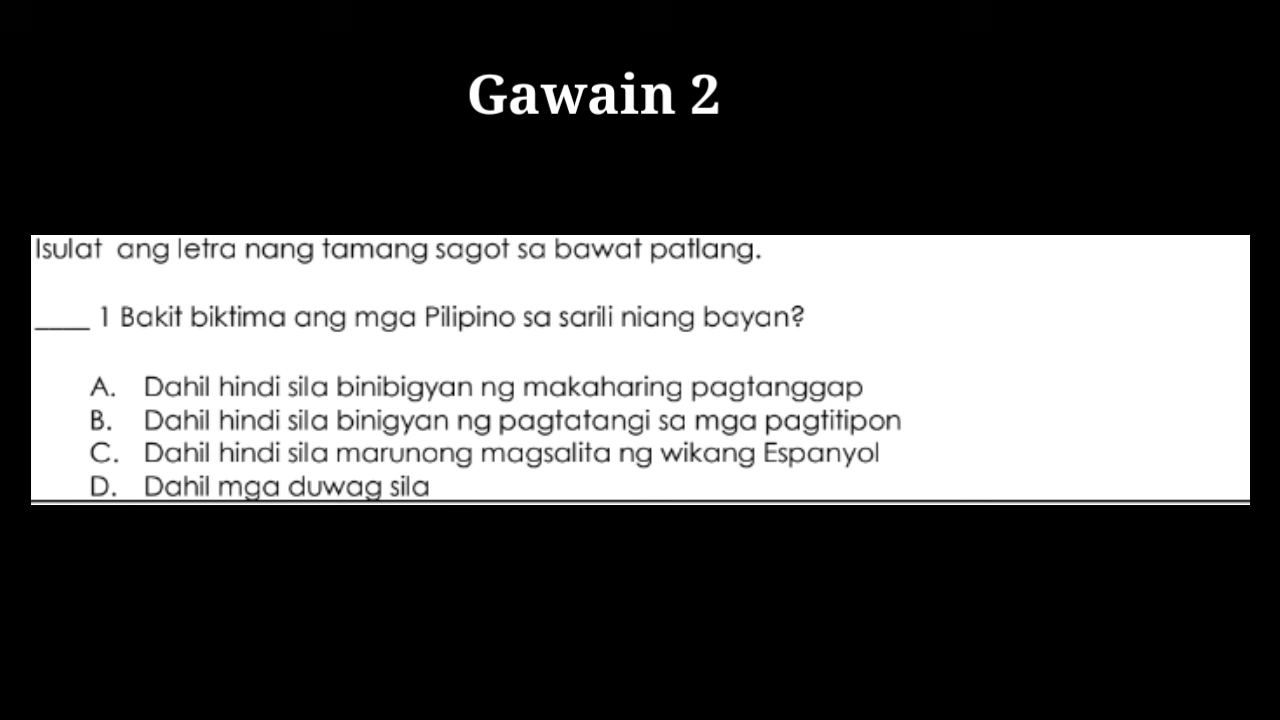 Gawain 2
Isulat ang letra nang tamang sagot sa bawat patlang.
____ 1 Bakit biktima ang mga Pilipino sa sarili niang bayan?
A. Dahil hindi sila binibigyan ng makaharing pagtanggap
B. Dahil hindi sila binigyan ng pagtatangi sa mga pagtitipon
C. Dahil hindi sila marunong magsalita ng wikang Espanyol
D. Dahil mga duwag sila